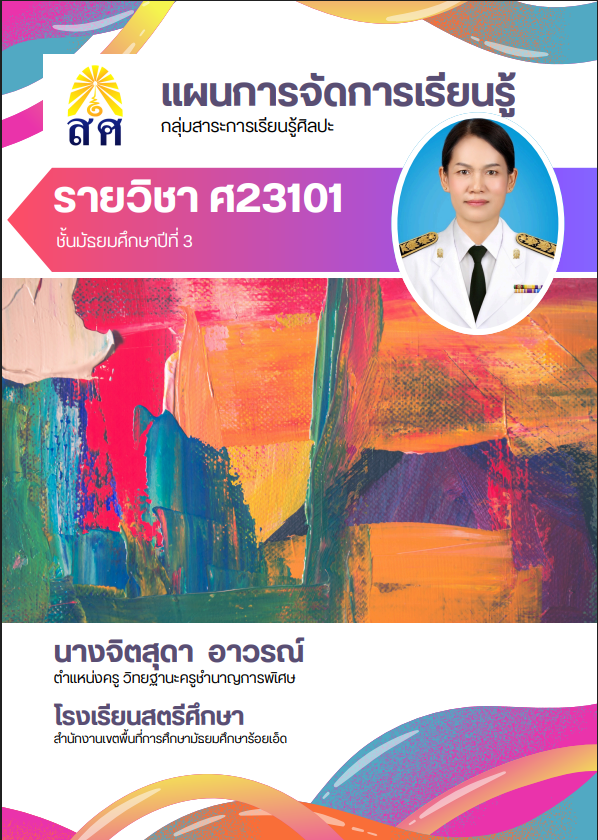 สศ
แผนการจัดการเรียนรู้
กลุ่มสาระการเรียนรู้ศิลปะ
รายวิชา ศ23101
ชั้นมัธยมศึกษาปีที่ 3
นางจิตสุดา อาวรณ์
ตำแหน่งครู วิทยฐานะครูชำนาญการพิเศษ
โรงเรียนสตรีศึกษา
สำนักงานเขตพื้นที่การศึกษามัธยมศึกษาร้อยเอ็ด